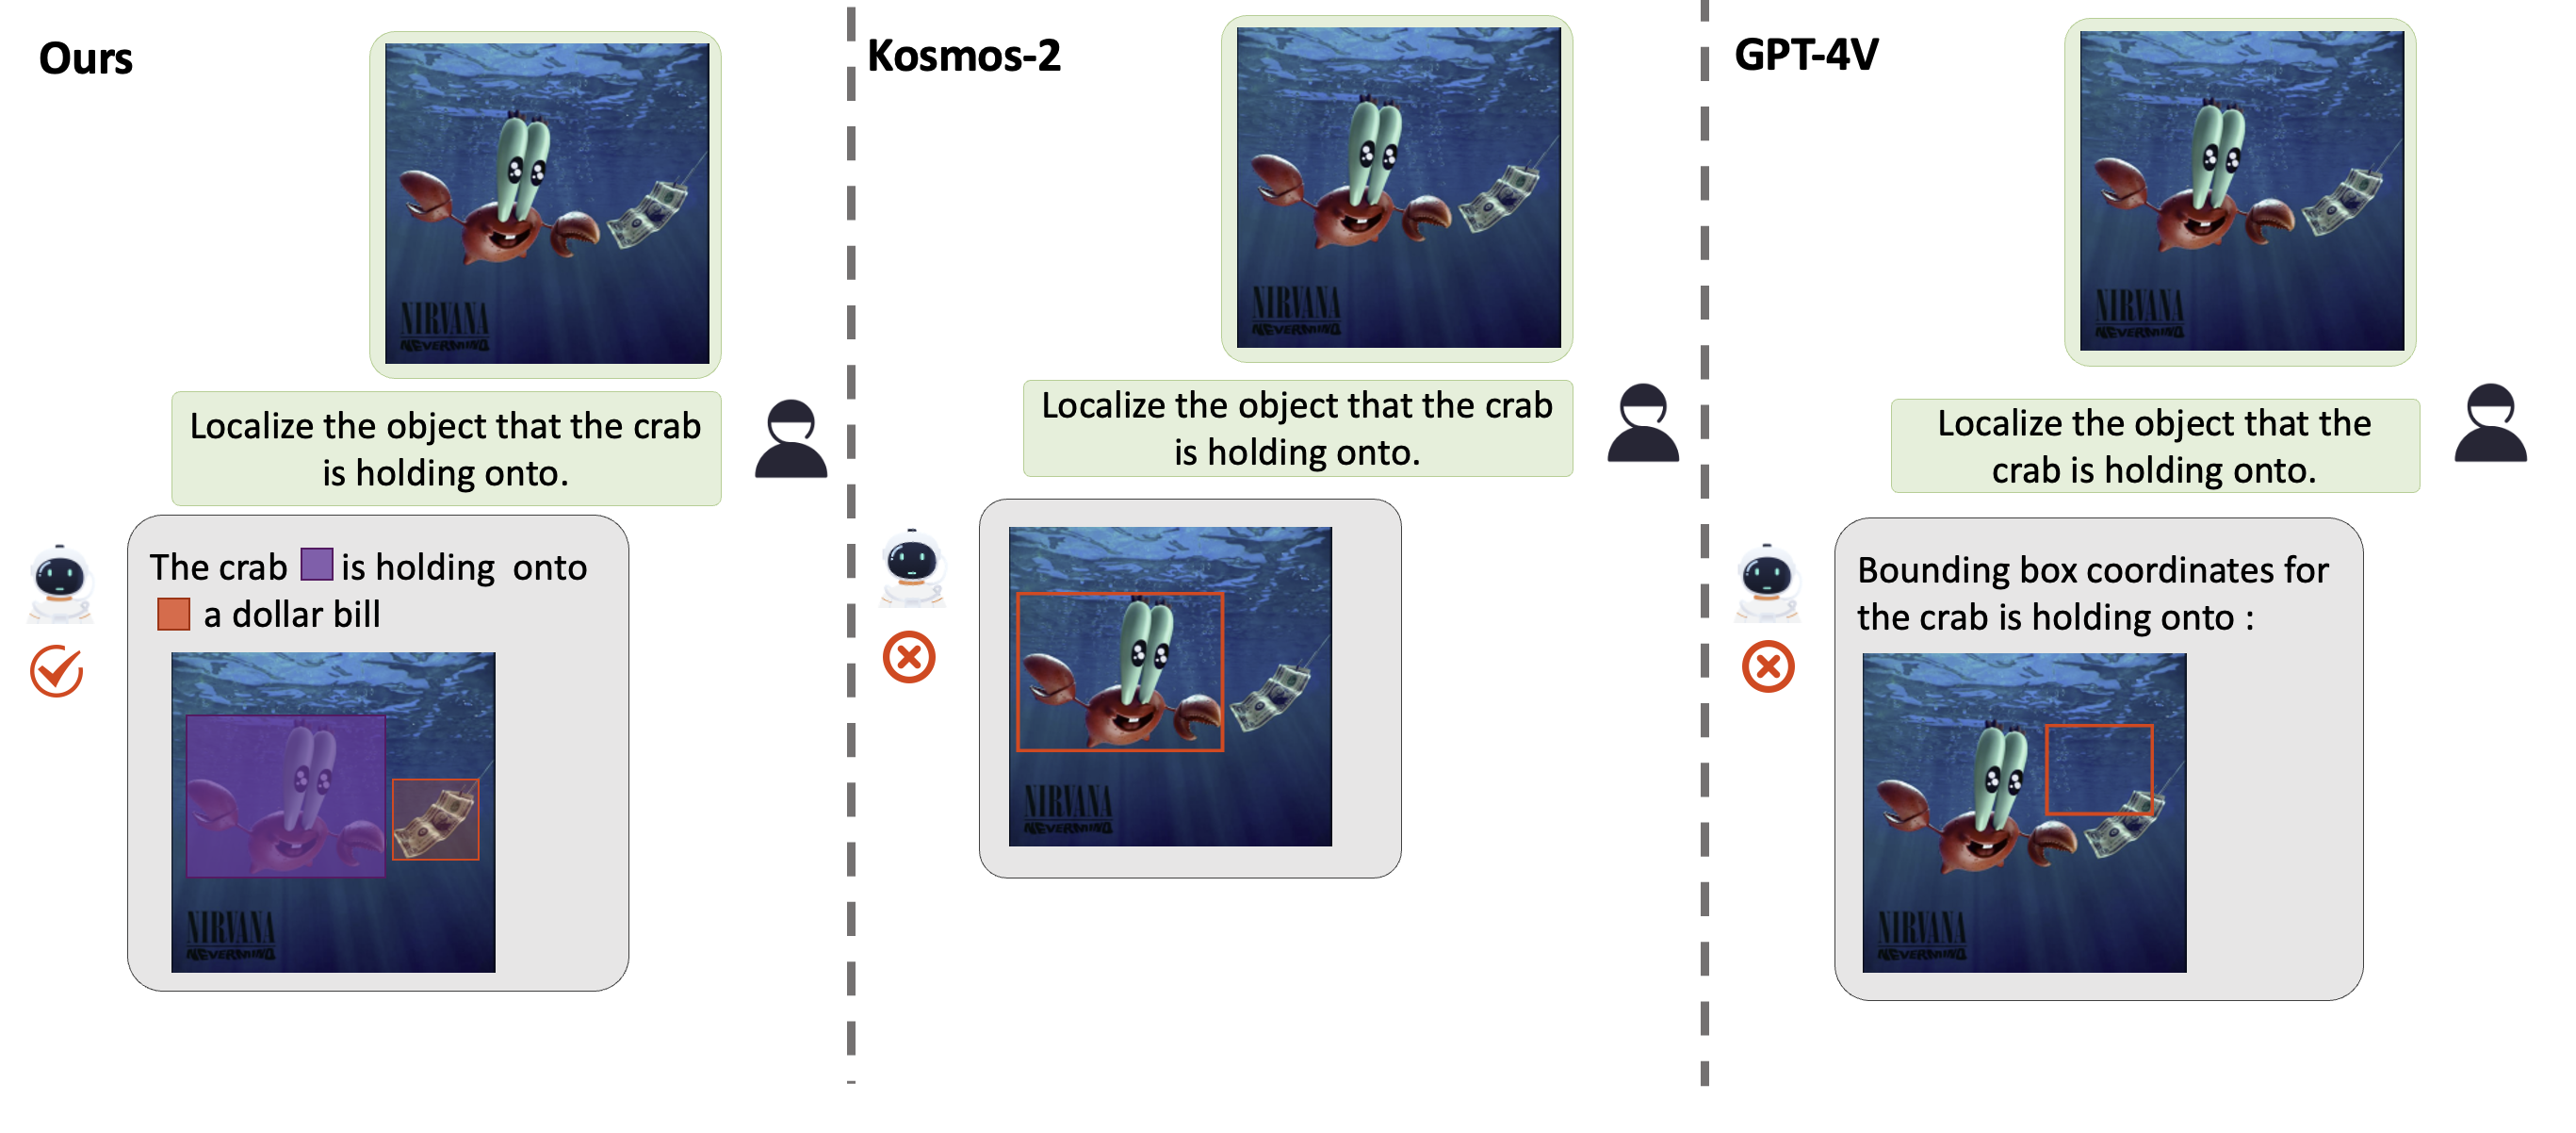 Ours
NIRVANA
NEVERMIND
Localize the object that the crab
is holding onto.
The crab is holding onto
a dollar bill
NIRVANA
NEVERMIND
Kosmos-2
NIRVANA
NEVERMIND
Localize the object that the crab
is holding onto.
NIRVANA
NEVERMIND
GPT-4V
NIRVANA
NEVERMIND
Localize the object that the
crab is holding onto.
Bounding box coordinates for
the crab is holding onto :
NIRVANA
NEVERMIND